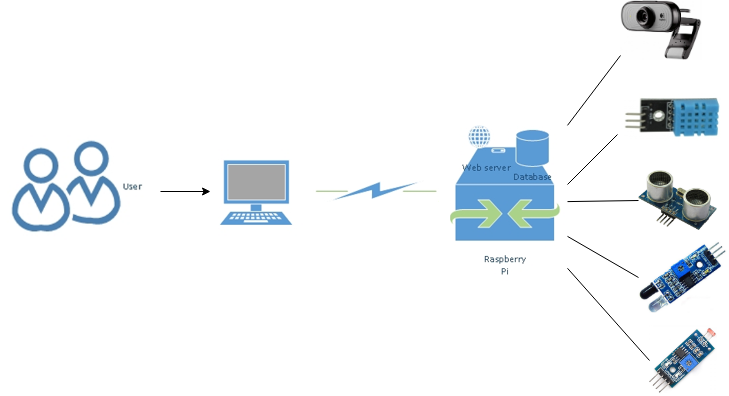 User
Web server
Database
Raspberry
Pi